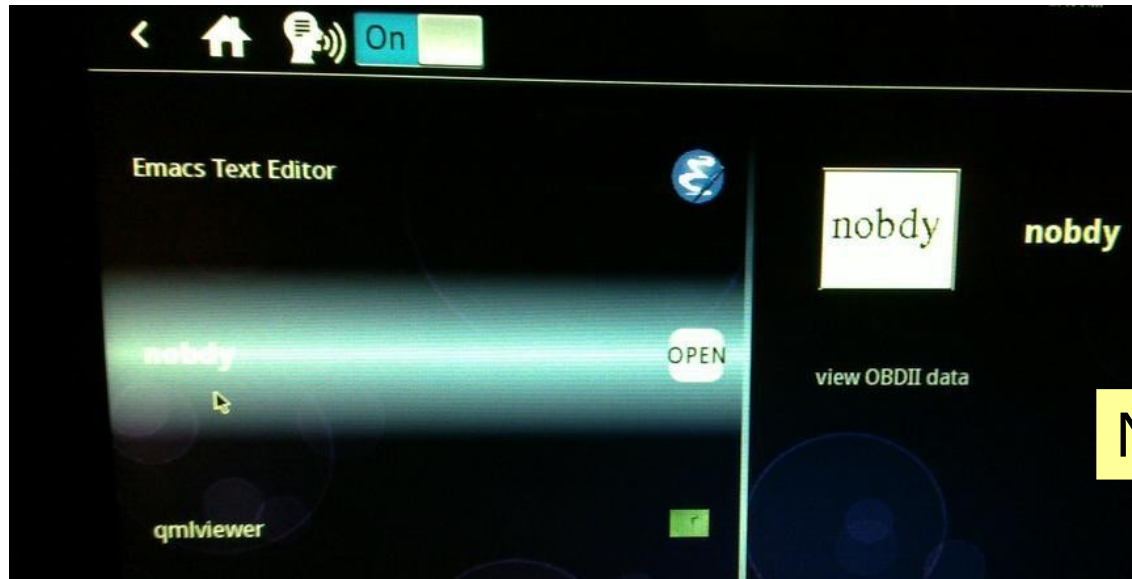 On
Emacs Text Editor
nobdy
nobdy
nobdy
OPEN
view OBDII data
qmlviewer